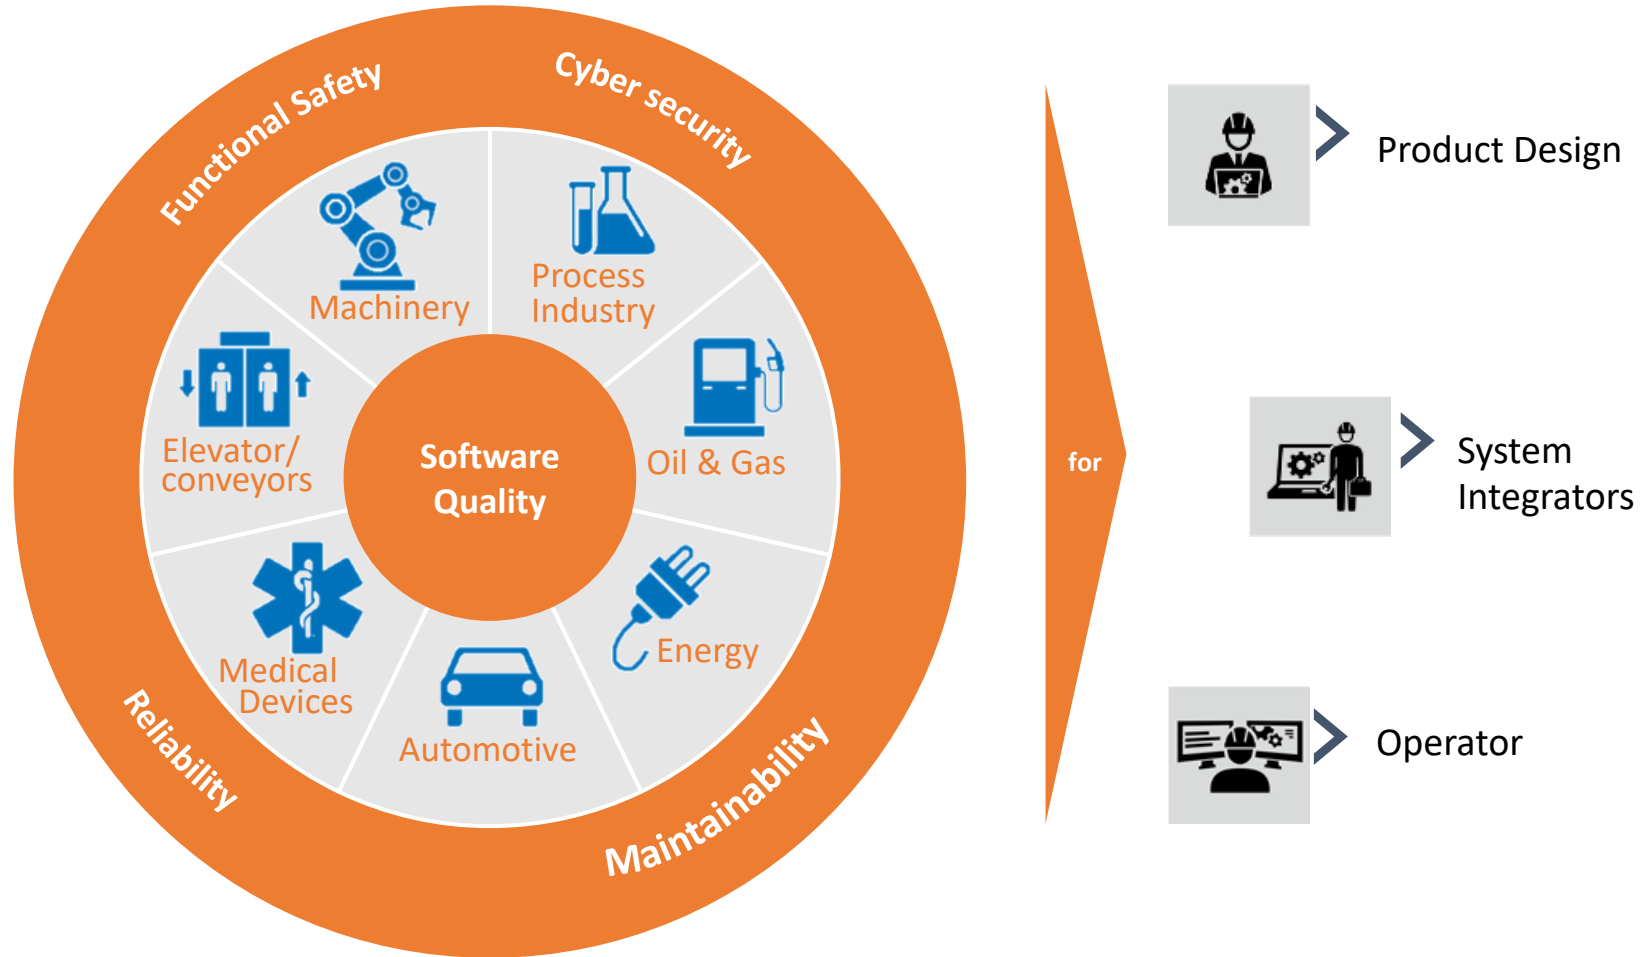 Functional Safety
Cyber security
Machinery
Process
Industry
Elevator/
conveyors
Software
Quality
Oil & Gas
Medical
Devices
Energy
Automotive
Reliability
Maintainability
for
Product Design
System
Integrators
Operator